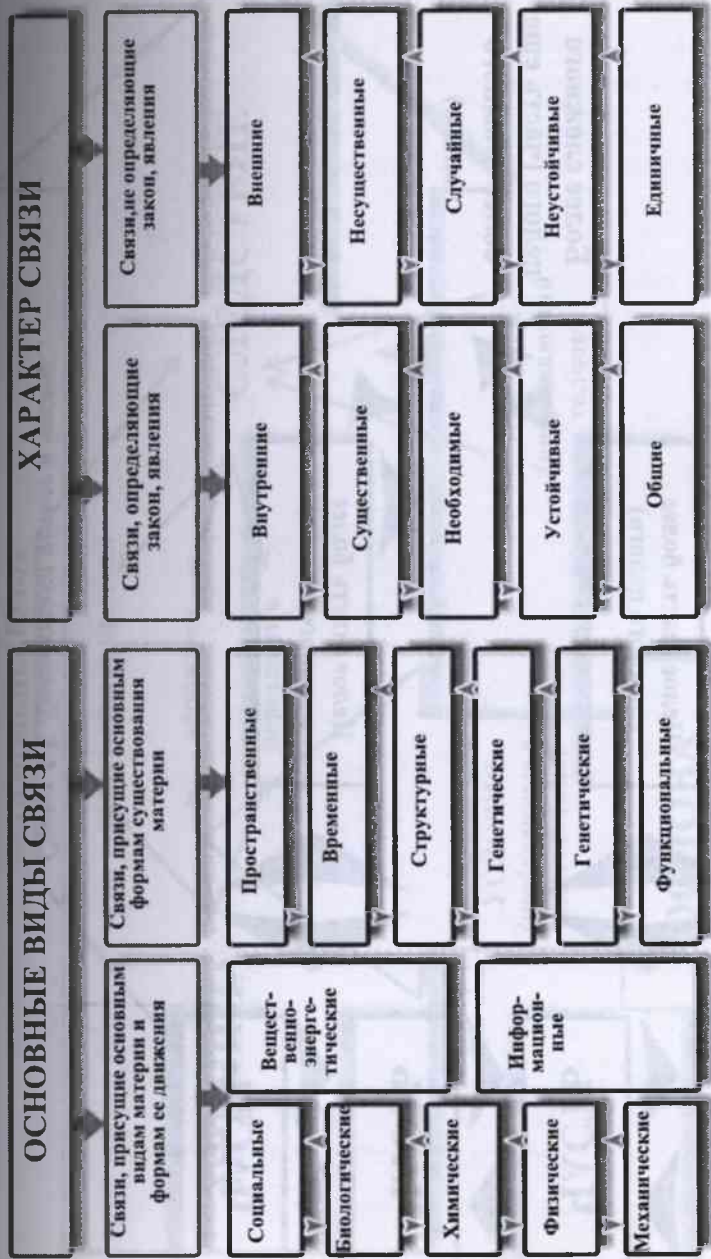 ОСНОВНЫЕ ВИДЫ СВЯЗИ
Связи, присущие основным
видам материи и
формам ее движения
Социальные
Биологические
Химические
Физические
Механические
Вещест-
венно-
энерге-
тические
Инфор-
мацион-
ные
Связи, присущие основным
формам существования
материи
Пространственные
Временные
Структурные
Генетические
Генетические
Функциональные
ХАРАКТЕР СВЯЗИ
Связи, определяющие
закон, явления
Внутренние
Существенные
Необходимые
Устойчивые
Общие
Связи,не определяющие
закон, явления
Внешние
Несущественные
Случайные
Неустойчивые
Единичные